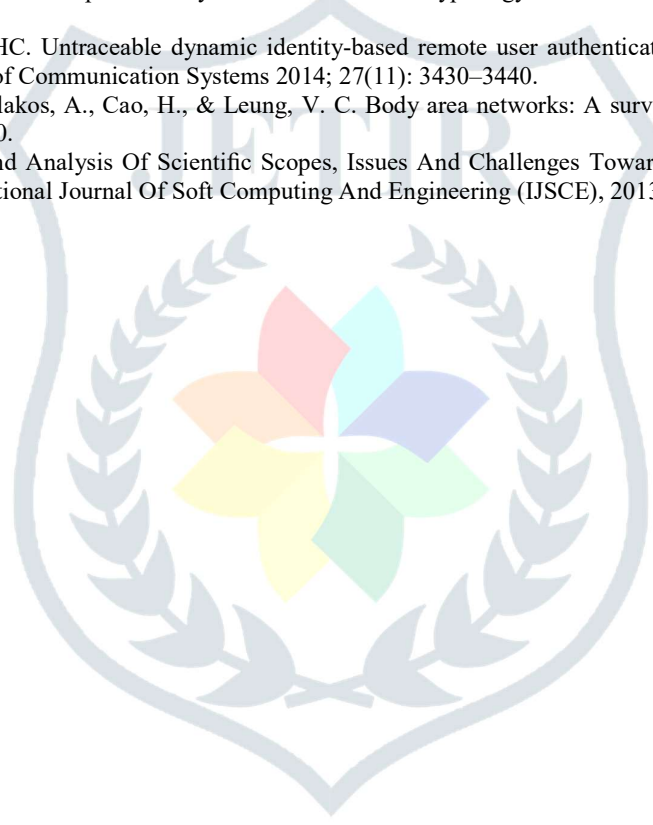 HC. Untraceable dynamic identity-based remote user authenticat
of Communication Systems 2014; 27(11): 3430–3440.
lakos, A., Cao, H., & Leung, V. C. Body area networks: A surv
0.
nd Analysis Of Scientific Scopes, Issues And Challenges Towar
tional Journal Of Soft Computing And Engineering (IJSCE), 2013
JETIR